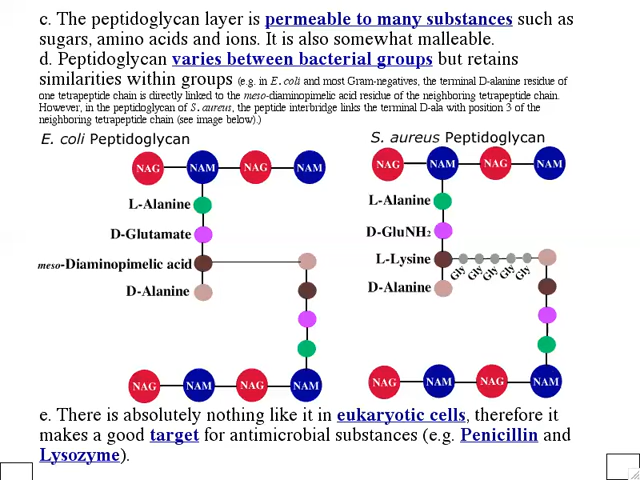 c. The peptidoglycan layer is permeable to many substances such as
sugars, amino acids and ions. It is also somewhat malleable.
d. Peptidoglycan varies between bacterial groups but retains
similarities within groups (e.g. in E. coli and most Gram-negatives, the terminal D-alanine residue of
one tetrapeptide chain is directly linked to the meso-diaminopimelic acid residue of the neighboring tetrapeptide chain.
However, in the peptidoglycan of S. aureus, the peptide interbridge links the terminal D-ala with position 3 of the
neighboring tetrapeptide chain (see image below).)
E. coli Peptidoglycan
NAG NAM NAG NAM
L-Alanine
D-Glutamate
meso-Diaminopimelic acid
D-Alanine
NAG NAM NAG NAM
S. aureus Peptidoglycan
NAG NAM NAG NAM
L-Alanine
D-GluNH2
L-Lysine
Gly Gly Gly Gly Gly
D-Alanine
NAG NAM NAG NAM
e. There is absolutely nothing like it in eukaryotic cells, therefore it
makes a good target for antimicrobial substances (e.g. Penicillin and
Lysozyme).